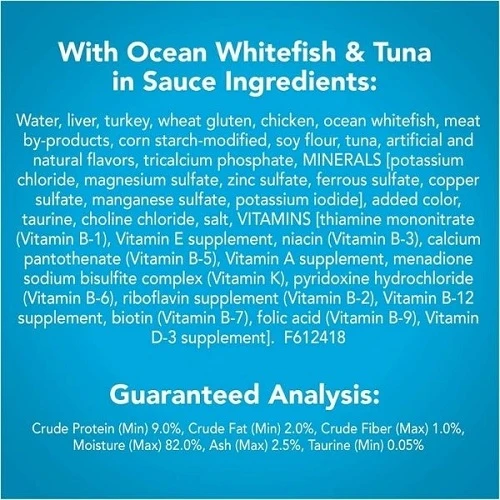 With Ocean Whitefish & Tuna
in Sauce Ingredients:
Water, liver, turkey, wheat gluten, chicken, ocean whitefish, meat
by-products, corn starch-modified, soy flour, tuna, artificial and
natural flavors, tricalcium phosphate, MINERALS [potassium
chloride, magnesium sulfate, zinc sulfate, ferrous sulfate, copper
sulfate, manganese sulfate, potassium iodide], added color,
taurine, choline chloride, salt, VITAMINS [thiamine mononitrate
(Vitamin B-1), Vitamin E supplement, niacin (Vitamin B-3), calcium
pantothenate (Vitamin B-5), Vitamin A supplement, menadione
sodium bisulfite complex (Vitamin K), pyridoxine hydrochloride
(Vitamin B-6), riboflavin supplement (Vitamin B-2), Vitamin B-12
supplement, biotin (Vitamin B-7), folic acid (Vitamin B-9), Vitamin
D-3 supplement]. F612418
Guaranteed Analysis:
Crude Protein (Min) 9.0%, Crude Fat (Min) 2.0%, Crude Fiber (Max) 1.0%,
Moisture (Max) 82.0%, Ash (Max) 2.5%, Taurine (Min) 0.05%